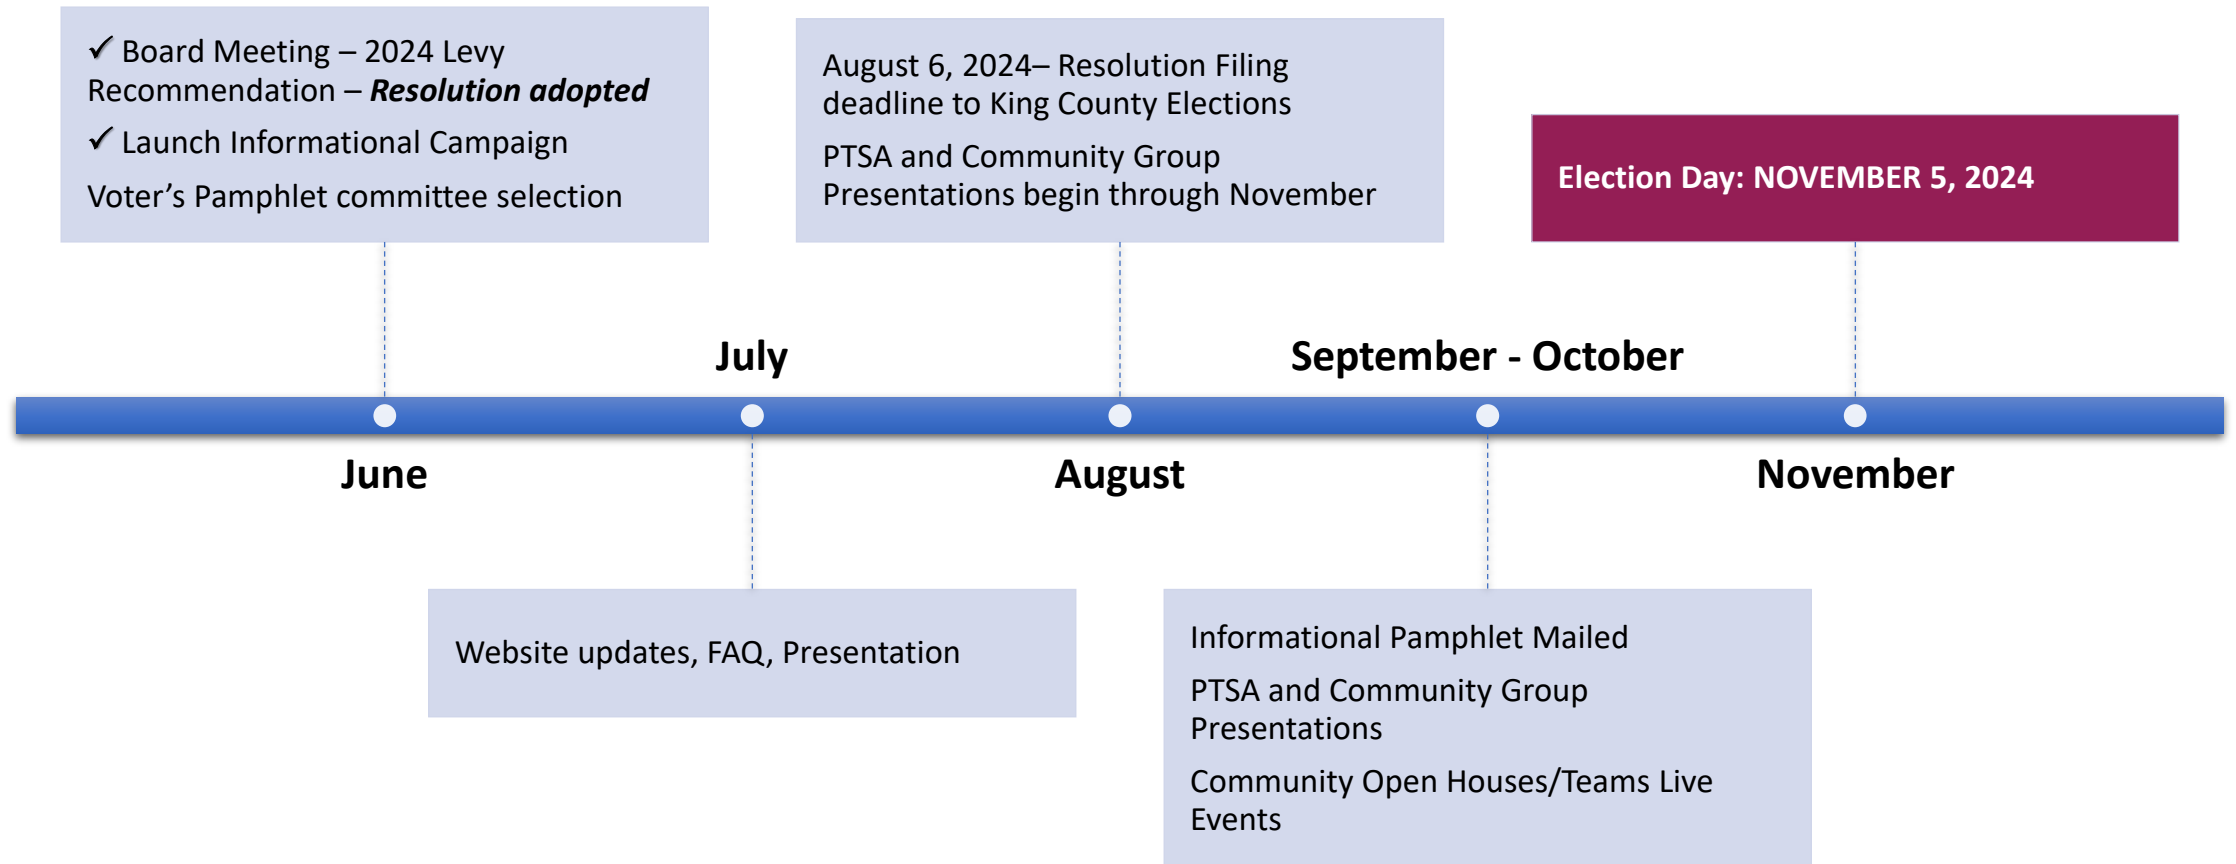 ✓ Board Meeting – 2024 Levy
Recommendation – Resolution adopted
✓ Launch Informational Campaign
Voter’s Pamphlet committee selection
August 6, 2024– Resolution Filing
deadline to King County Elections
PTSA and Community Group
Presentations begin through November
Election Day: NOVEMBER 5, 2024
July
September - October
June
August
November
Website updates, FAQ, Presentation
Informational Pamphlet Mailed
PTSA and Community Group
Presentations
Community Open Houses/Teams Live
Events